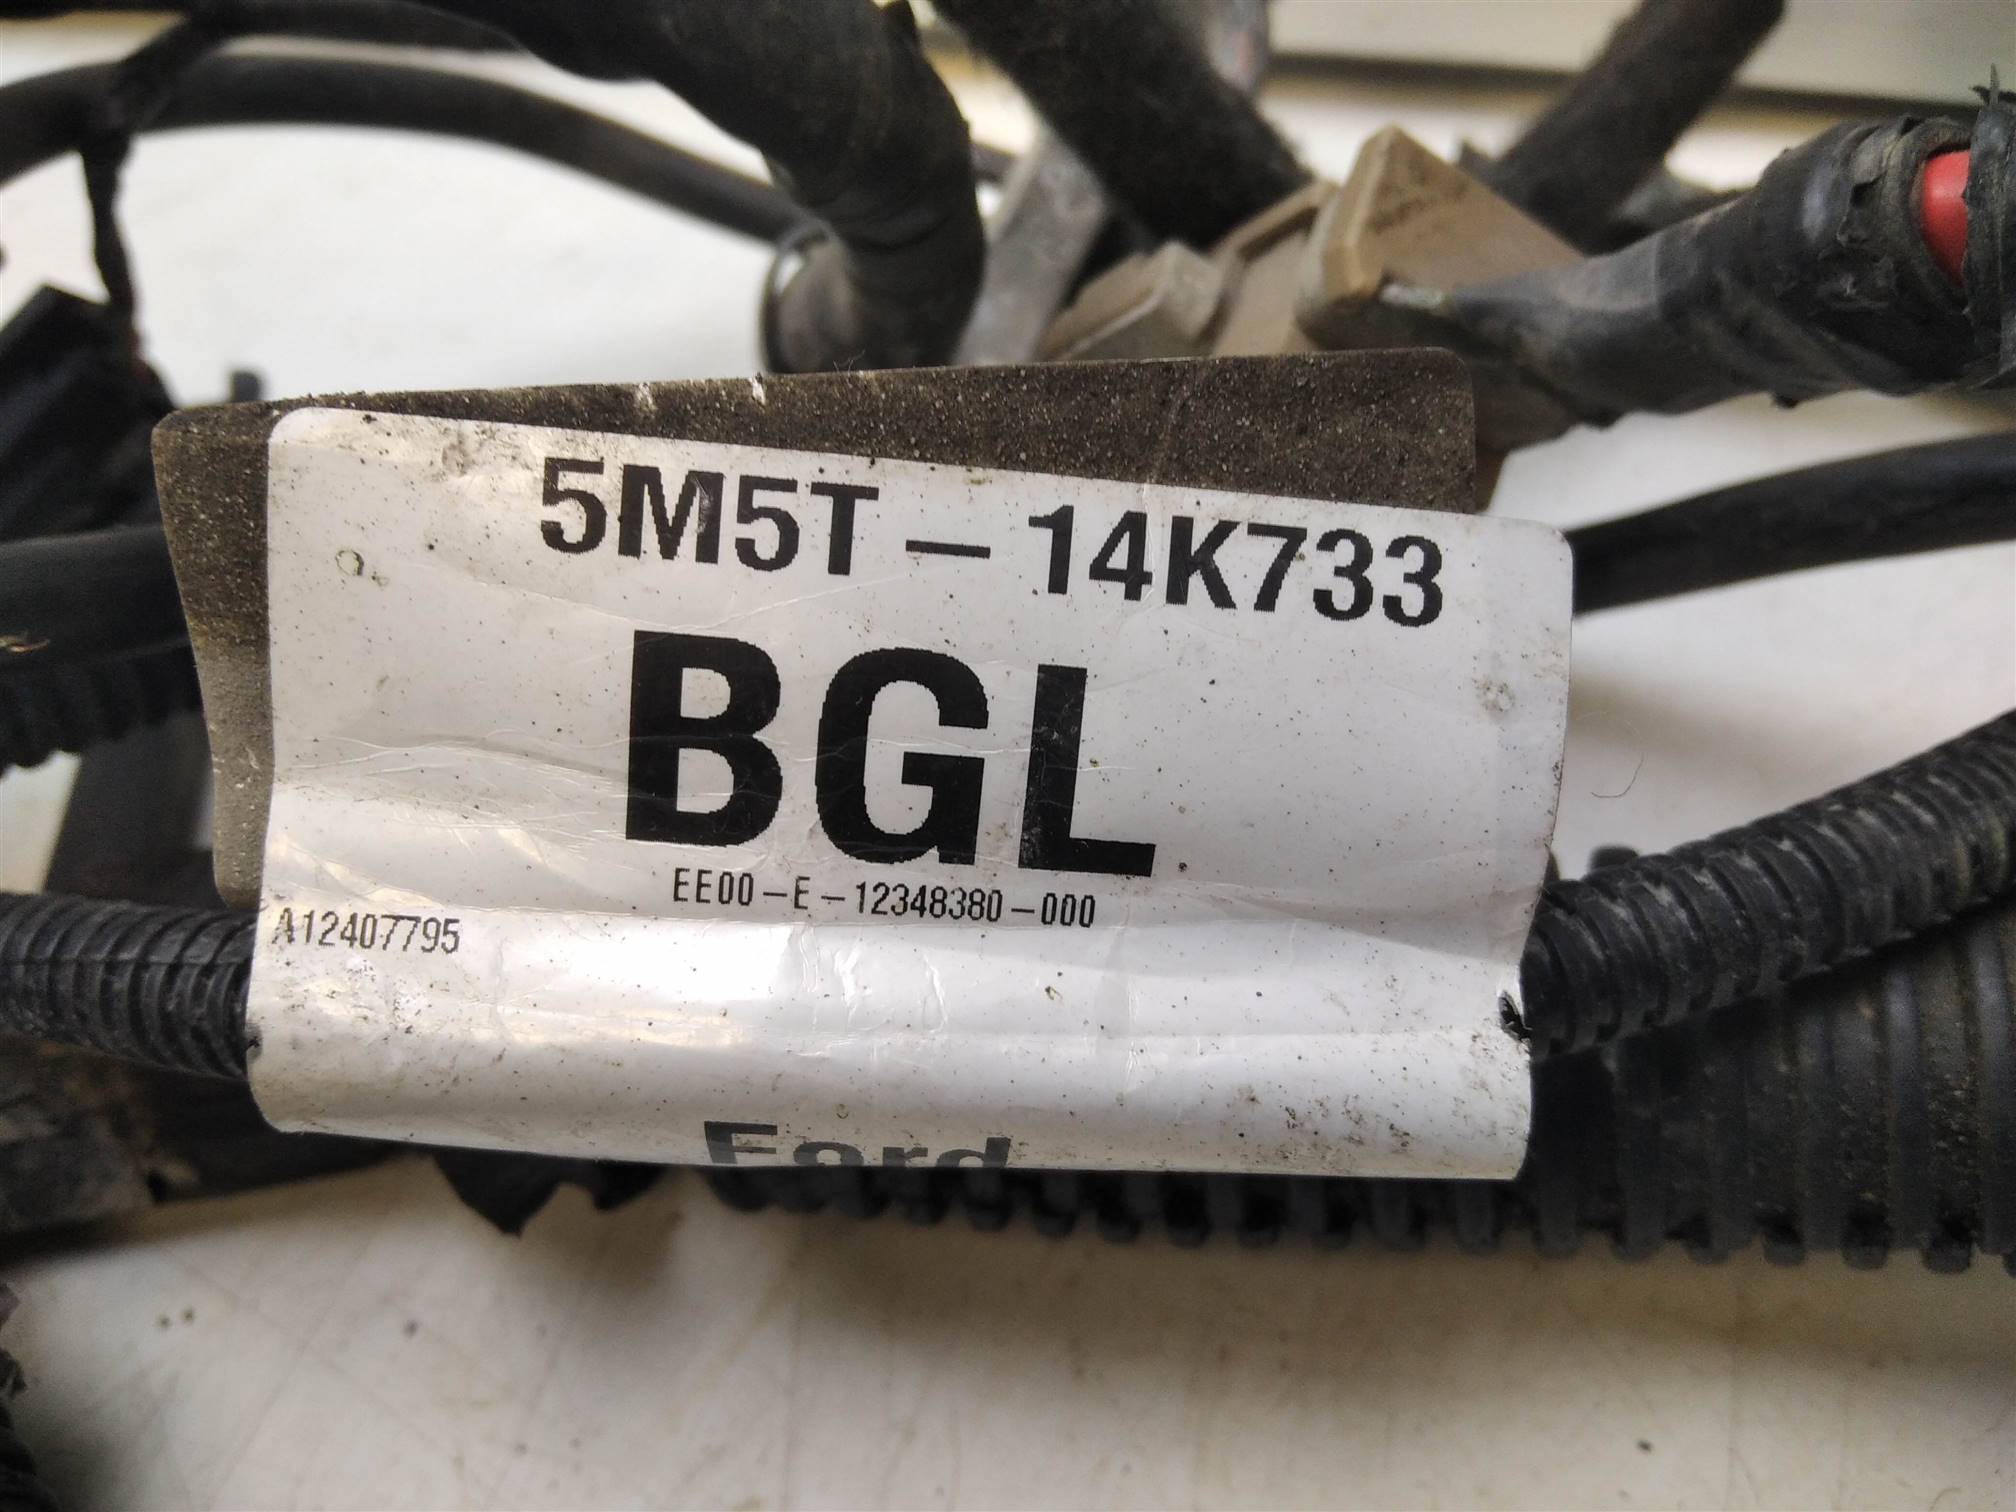 5M5T - 14K733
BGL
EE00-E-12348380-000
A12407795
Ford